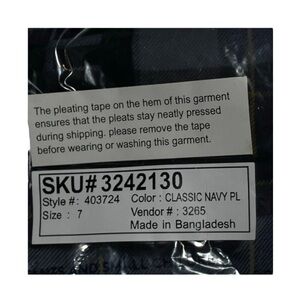 The pleating tape on the hem of this garment
ensures that the pleats stay neatly pressed
during shipping. please remove the tape
before wearing or washing this garment.
SKU# 3242130
Style #: 403724 Color : CLASSIC NAVY PL
Size : 7 Vendor # : 3265
Made in Bangladesh